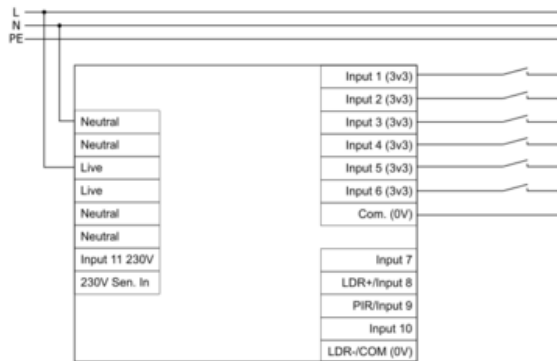 L
N
PE
Neutral
Neutral
Live
Live
Neutral
Neutral
Input 11 230V
230V Sen. In
Input 1 (3v3)
Input 2 (3v3)
Input 3 (3v3)
Input 4 (3v3)
Input 5 (3v3)
Input 6 (3v3)
Com. (0V)
Input 7
LDR+/Input 8
PIR/Input 9
Input 10
LDR-/COM (0V)